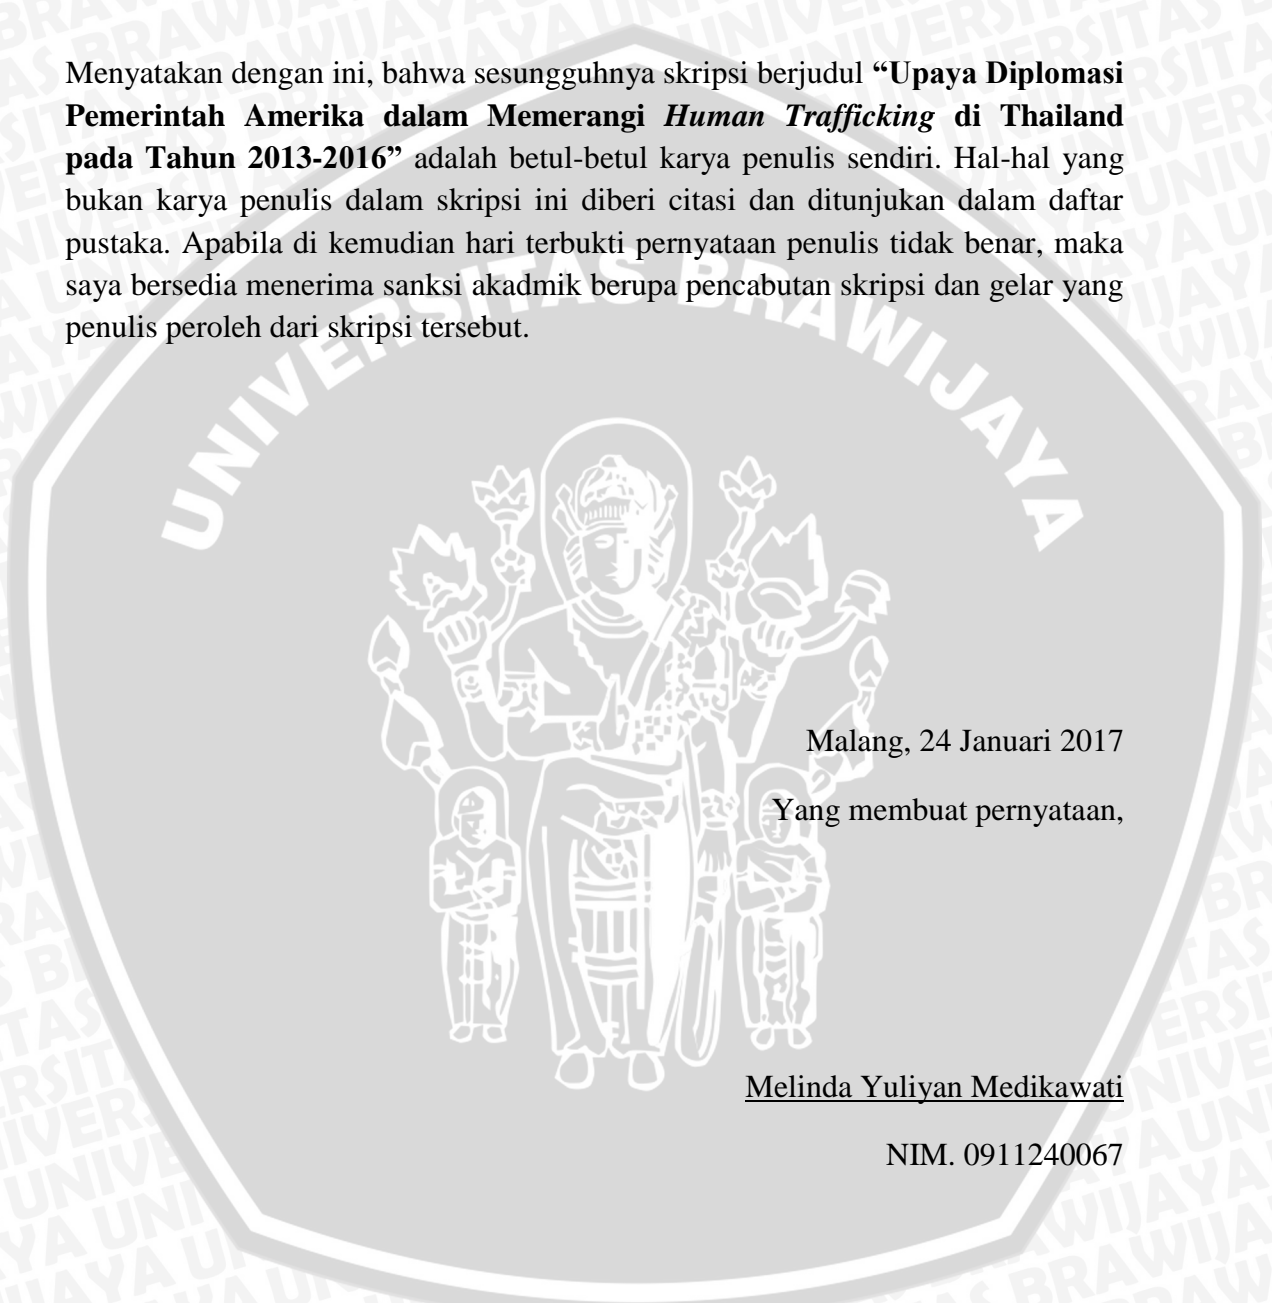 Menyatakan dengan ini, bahwa sesungguhnya skripsi berjudul “Upaya Diplomasi
Pemerintah Amerika dalam Memerangi Human Trafficking di Thailand
pada Tahun 2013-2016” adalah betul-betul karya penulis sendiri. Hal-hal yang
bukan karya penulis dalam skripsi ini diberi citasi dan ditunjukan dalam daftar
pustaka. Apabila di kemudian hari terbukti pernyataan penulis tidak benar, maka
saya bersedia menerima sanksi akadmik berupa pencabutan skripsi dan gelar yang
penulis peroleh dari skripsi tersebut.
UNIVERSITAS BRAWIJAYA
Malang, 24 Januari 2017
Yang membuat pernyataan,
Melinda Yuliyan Medikawati
NIM. 0911240067